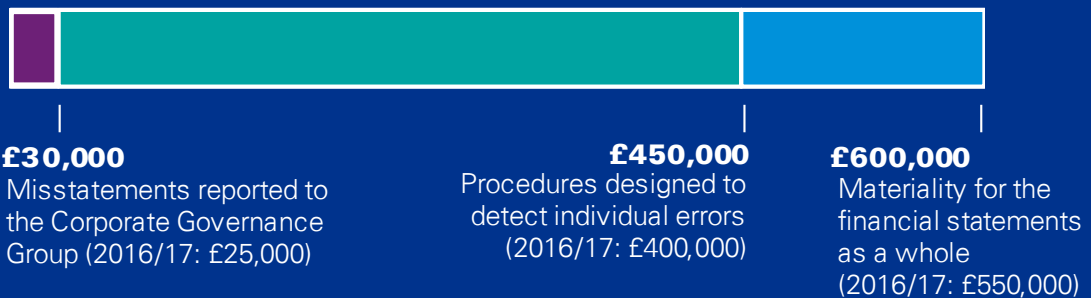 £30,000
Misstatements reported to
the Corporate Governance
Group (2016/17: £25,000)
£450,000
Procedures designed to
detect individual errors
(2016/17: £400,000)
£600,000
Materiality for the
financial statements
as a whole
(2016/17: £550,000)